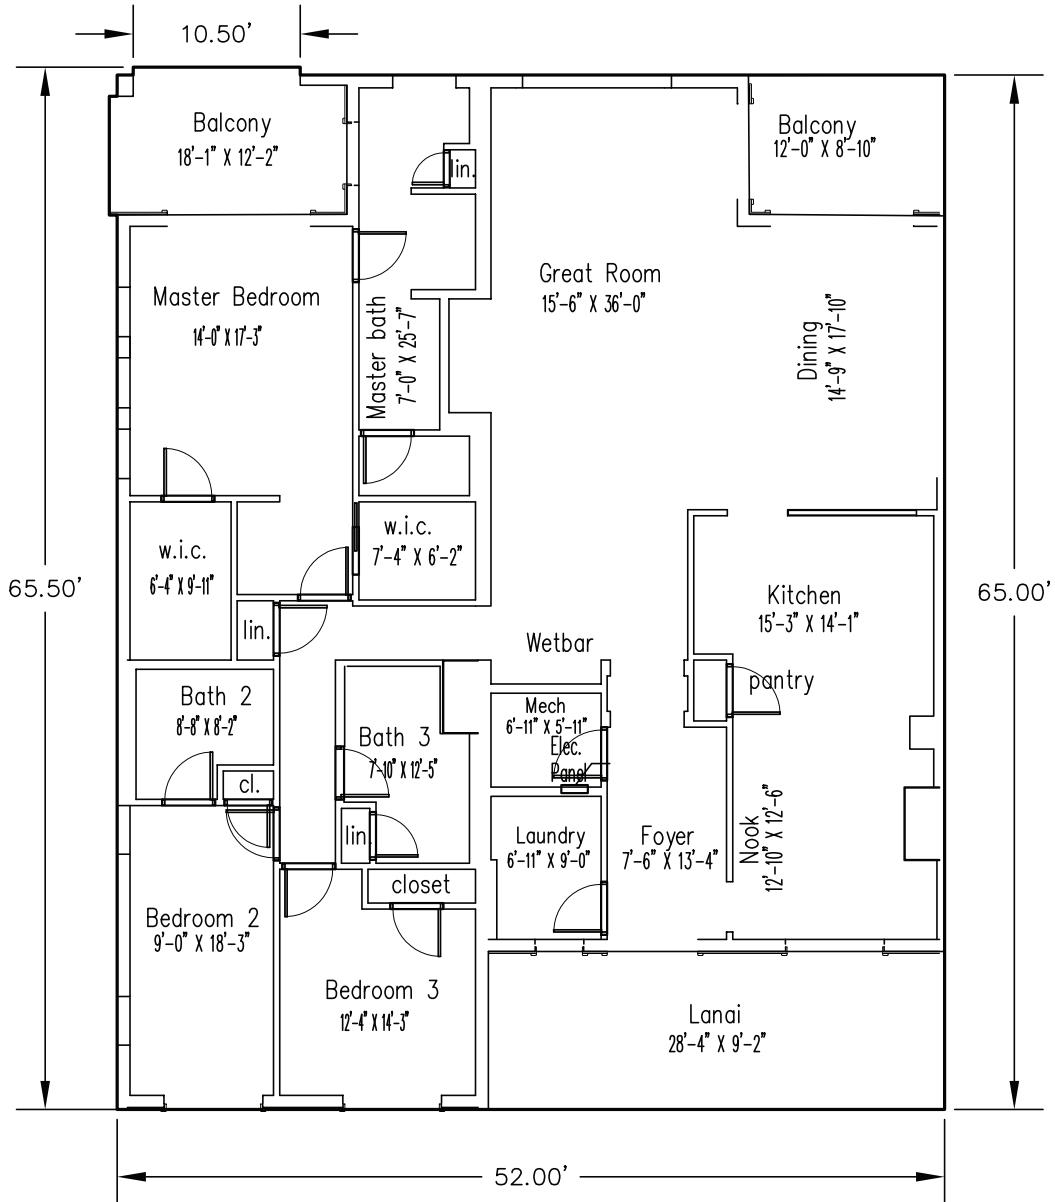 10.50'
Balcony
18'-1" X 12'-2"
Balcony
12'-0" X 8'-10"
lin.
Great Room
15'-6" X 36'-0"
Master Bedroom
14'-0" X 17'-3"
Master bath
7'-0" X 25'-7"
Dining
14'-9" X 17'-10"
w.i.c.
7'-4" X 6'-2"
w.i.c.
6'-4" X 9'-11"
65.50'
65.00'
Kitchen
15'-3" X 14'-1"
lin.
Wetbar
pantry
Bath 2
8'-8" X 8'-2"
Mech
6'-11" X 5'-11"
Elec.
Panel
Bath 3
7'-10" X 12'-5"
cl.
lin.
Laundry
6'-11" X 9'-0"
Foyer
7'-6" X 13'-4"
Nook
12'-10" X 12'-6"
closet
Bedroom 2
9'-0" X 18'-3"
Bedroom 3
12'-4" X 14'-3"
Lanai
28'-4" X 9'-2"
52.00'